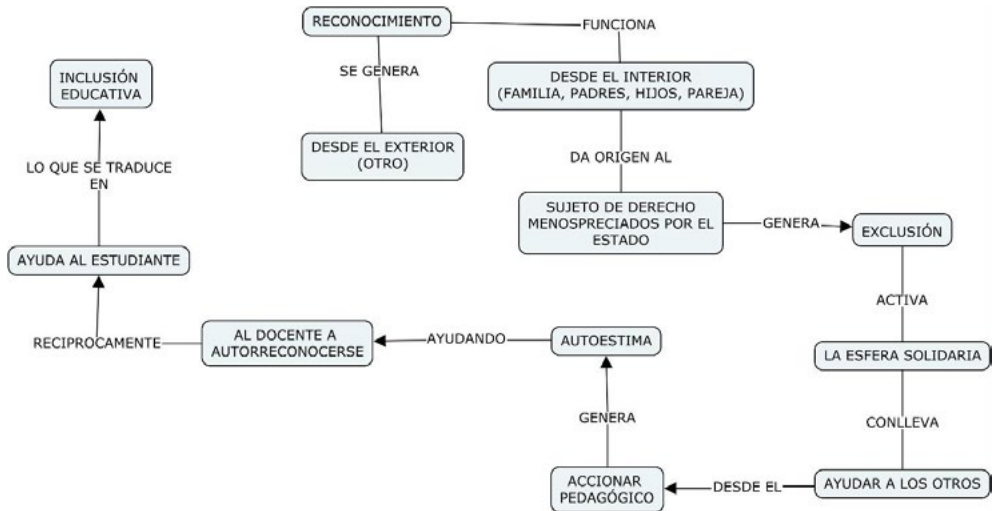 RECONOCIMIENTO
FUNCIONA
SE GENERA
DESDE EL INTERIOR
(FAMILIA, PADRES, HIJOS, PAREJA)
INCLUSIÓN
EDUCATIVA
DESDE EL EXTERIOR
(OTRO)
DA ORIGEN AL
LO QUE SE TRADUCE
EN
SUJETO DE DERECHO
MENOSPRECIADOS POR EL
ESTADO
GENERA
EXCLUSIÓN
AYUDA AL ESTUDIANTE
ACTIVA
RECIPROCAMENTE
AL DOCENTE A
AUTORRECONOCERSE
AYUDANDO
AUTOESTIMA
LA ESFERA SOLIDARIA
GENERA
CONLLEVA
ACCIONAR
PEDAGÓGICO
DESDE EL
AYUDAR A LOS OTROS